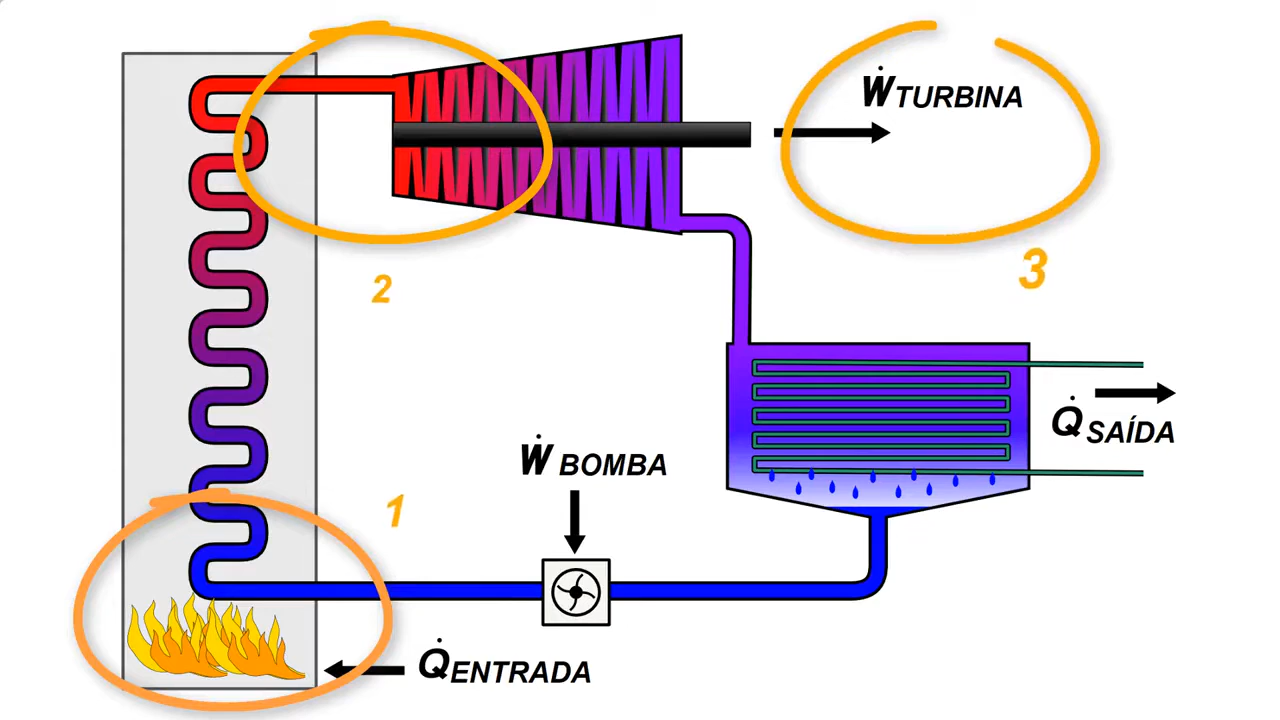 Ẇ TURBINA
2
3
Q̇ SAÍDA
Ẇ BOMBA
1
Q̇ ENTRADA